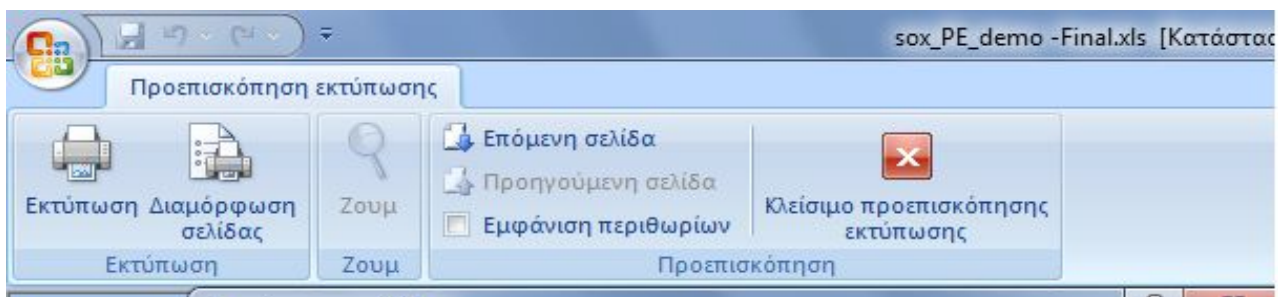 sox_PE_demo -Final.xls [Κατάστασ
Προεπισκόπηση εκτύπωσης
Εκτύπωση
Διαμόρφωση
σελίδας
Ζουμ
Επόμενη σελίδα
Προηγούμενη σελίδα
Εμφάνιση περιθωρίων
Κλείσιμο προεπισκόπησης
εκτύπωσης
Εκτύπωση
Ζουμ
Προεπισκόπηση